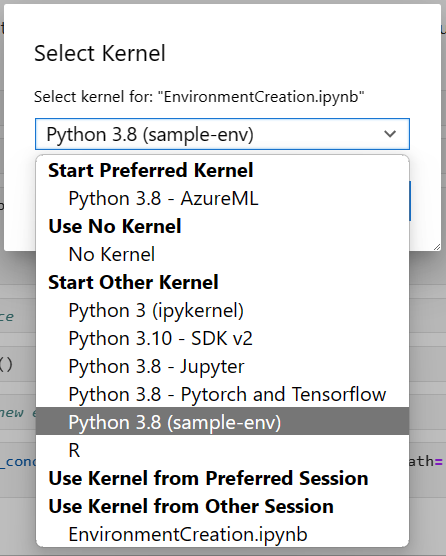 Select Kernel
Select kernel for: "EnvironmentCreation.ipynb"
Python 3.8 (sample-env)
Start Preferred Kernel
Python 3.8 - AzureML
Use No Kernel
No Kernel
Start Other Kernel
Python 3 (ipykernel)
ce
Python 3.10 - SDK v2
()
Python 3.8 - Jupyter
Python 3.8 - Pytorch and Tensorflow
new e
Python 3.8 (sample-env)
R
_cond
ath=
Use Kernel from Preferred Session
Use Kernel from Other Session
EnvironmentCreation.ipynb